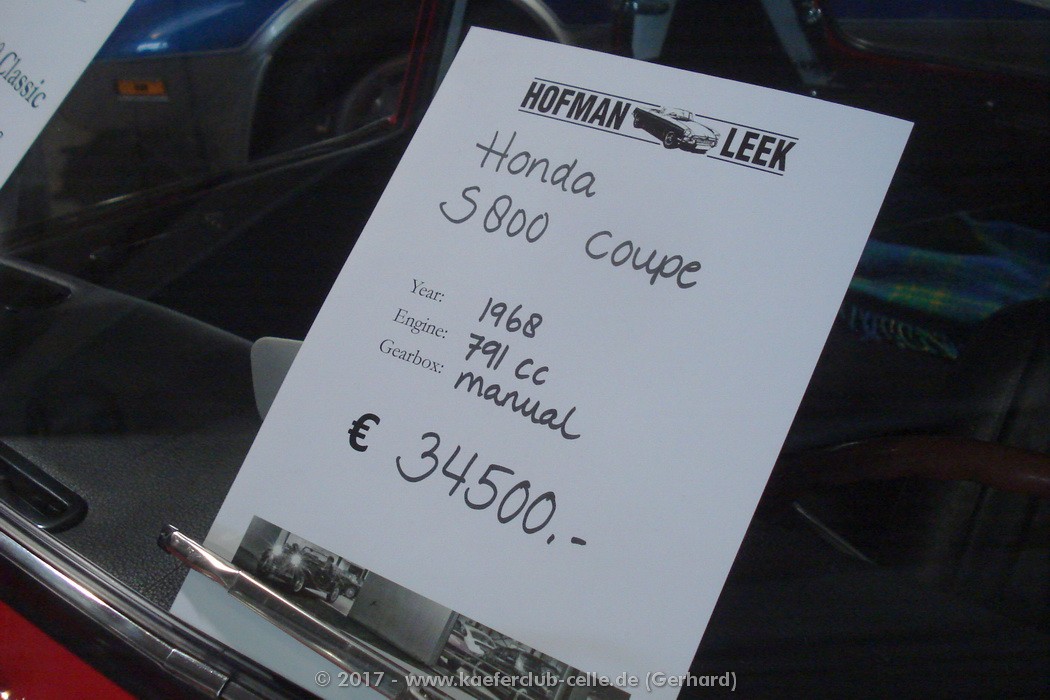 Classic
HOFMAN LEEK
Honda
S800 coupe
Year: 1968
Engine: 791 cc
Gearbox: manual
€ 34500.-
© 2017 - www.kaeferclub-celle.de (Gerhard)